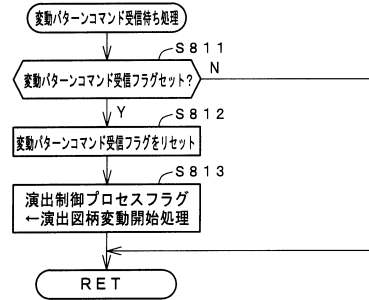 変動パターンコマンド受信待ち処理
S811
変動パターンコマンド受信フラグセット?
N
Y
S812
変動パターンコマンド受信フラグをリセット
S813
演出制御プロセスフラグ
←演出図柄変動開始処理
RET